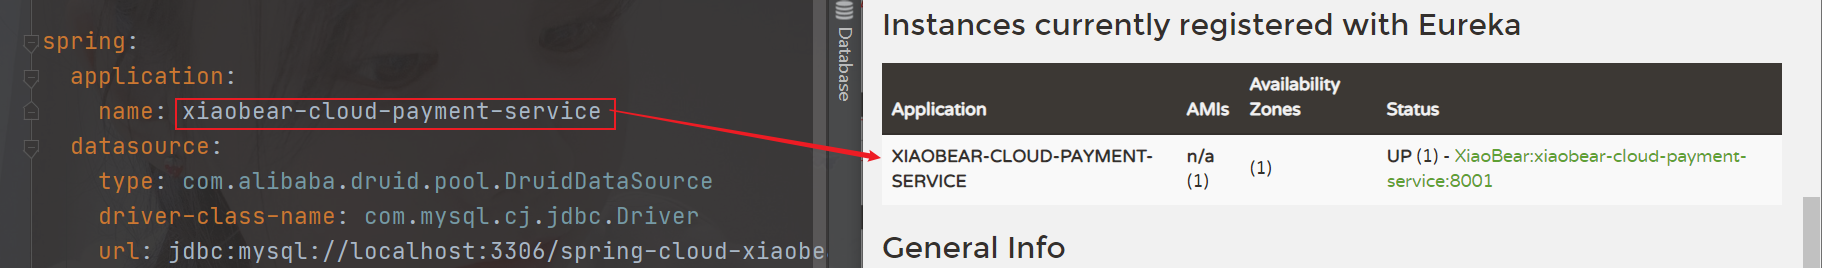 spring:
application:
name: xiaobear-cloud-payment-service
datasource:
type: com.alibaba.druid.pool.DruidDataSource
driver-class-name: com.mysql.cj.jdbc.Driver
url: jdbc:mysql://localhost:3306/spring-cloud-xiaobe
Database
Instances currently registered with Eureka
Application AMIs Availability Zones Status
XIAOBEAR-CLOUD-PAYMENT-
SERVICE
n/a
(1)
(1)
UP (1) - XiaoBear:xiaobear-cloud-payment-
service:8001
General Info